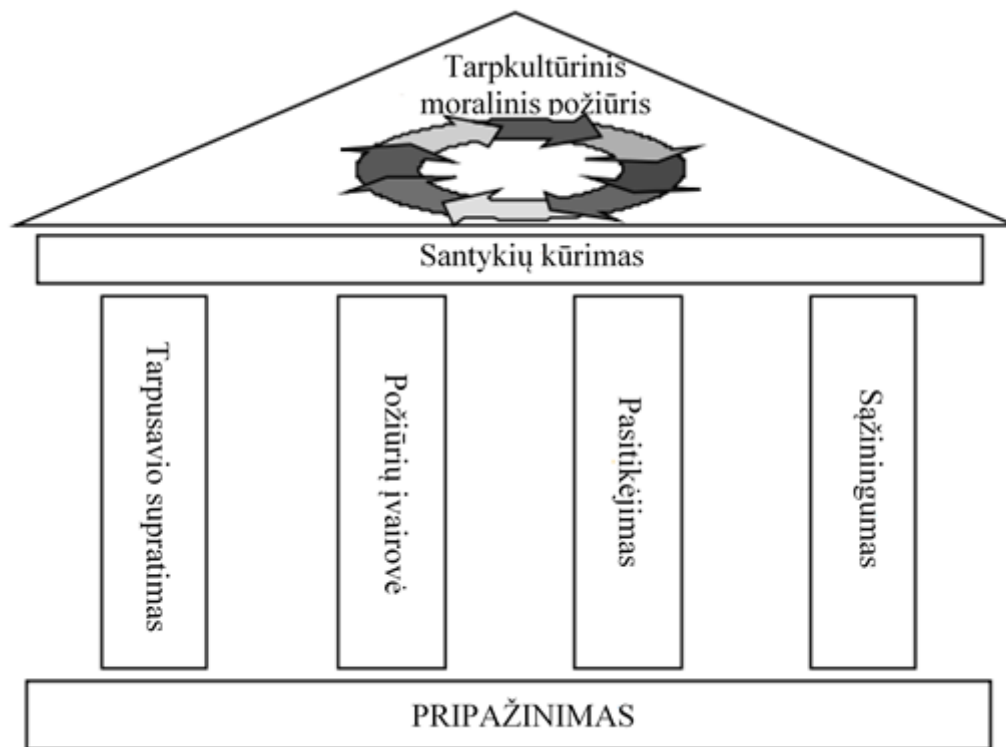 Tarpkultūrinis
moralinis požiūris
Santykių kūrimas
Tarpusavio supratimas
Požiūrių įvairovė
Pasitikėjimas
Sąžiningumas
PRIPAŽINIMAS